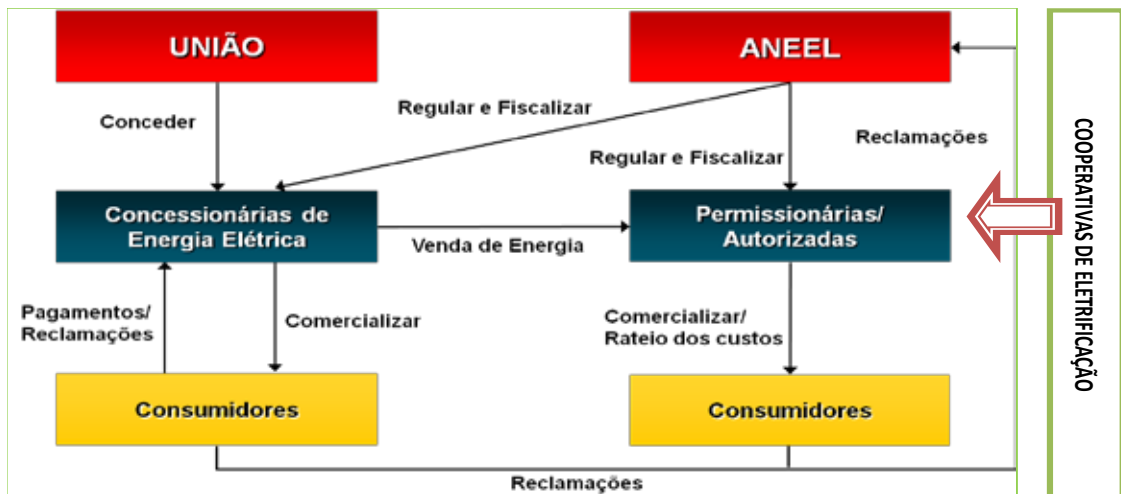 UNIÃO
ANEEL
Conceder
Regular e Fiscalizar
Regular e Fiscalizar
Reclamações
Concessionárias de
Energia Elétrica
Venda de Energia
Permissionárias/
Autorizadas
Pagamentos/
Reclamações
Comercializar
Comercializar/
Rateio dos custos
Consumidores
Consumidores
Reclamações
COOPERATIVAS DE ELETRIFICAÇÃO